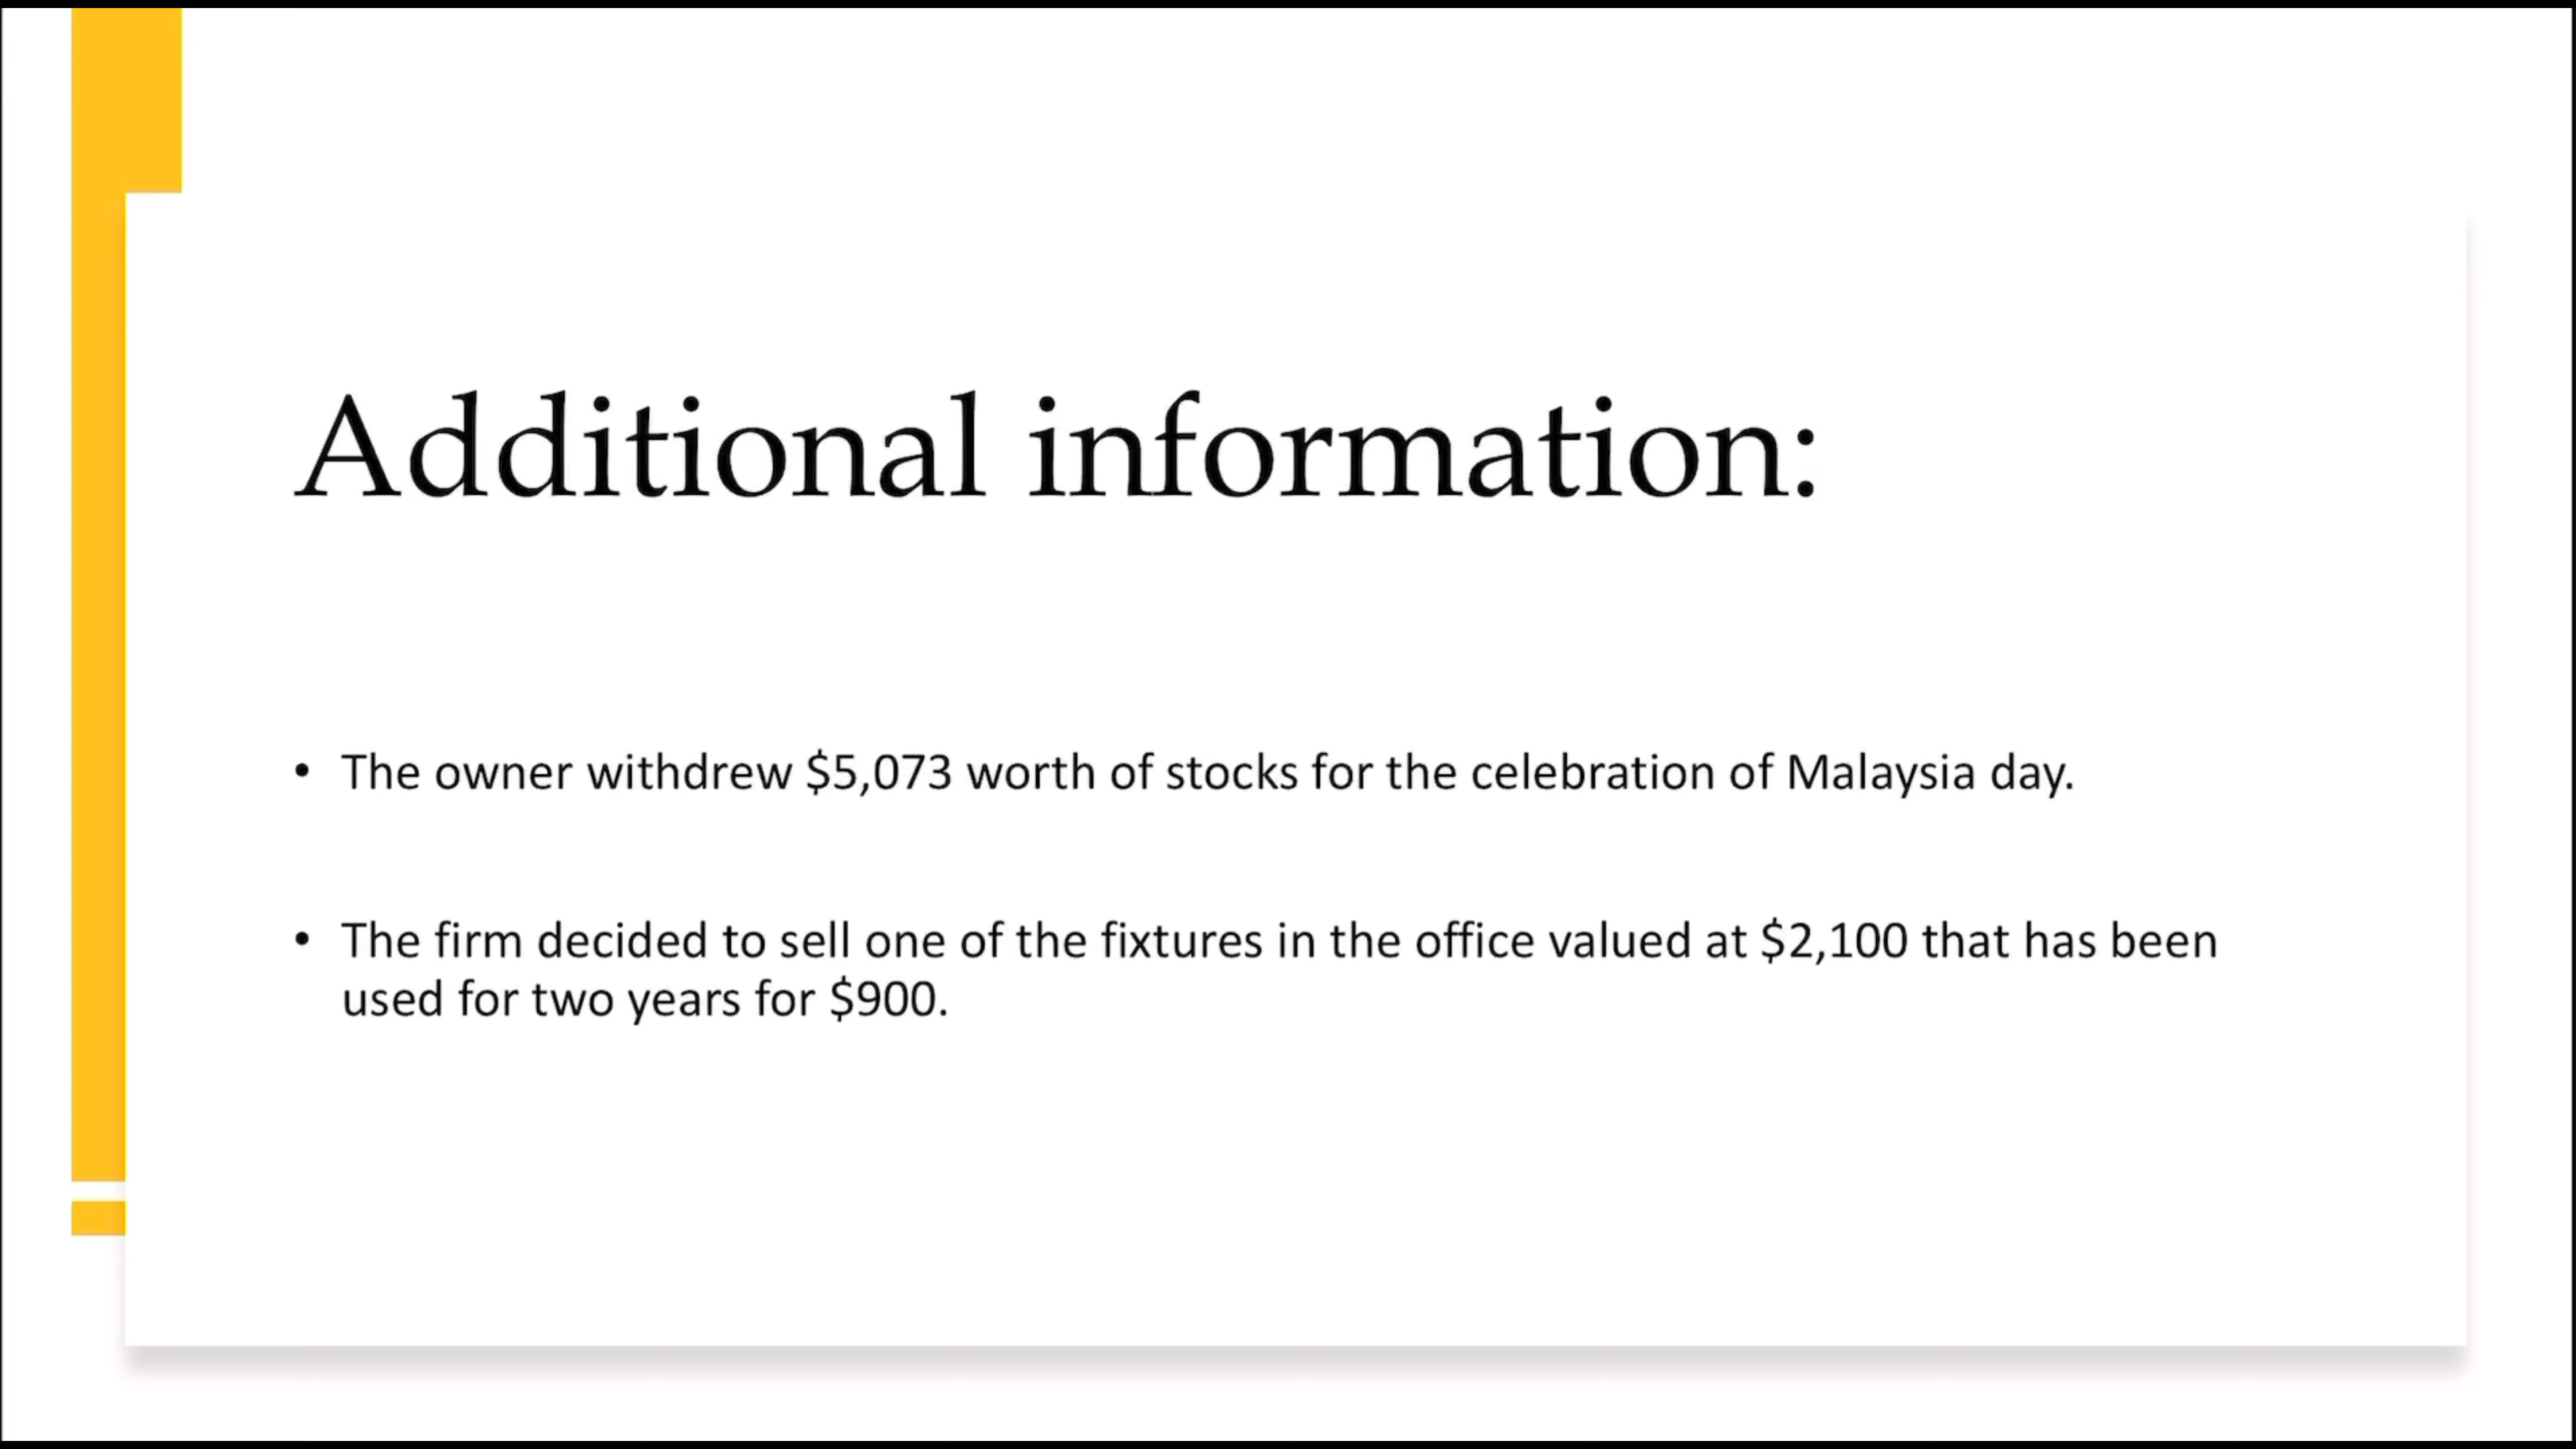 Additional information:
• The owner withdrew $5,073 worth of stocks for the celebration of Malaysia day.
• The firm decided to sell one of the fixtures in the office valued at $2,100 that has been
used for two years for $900.